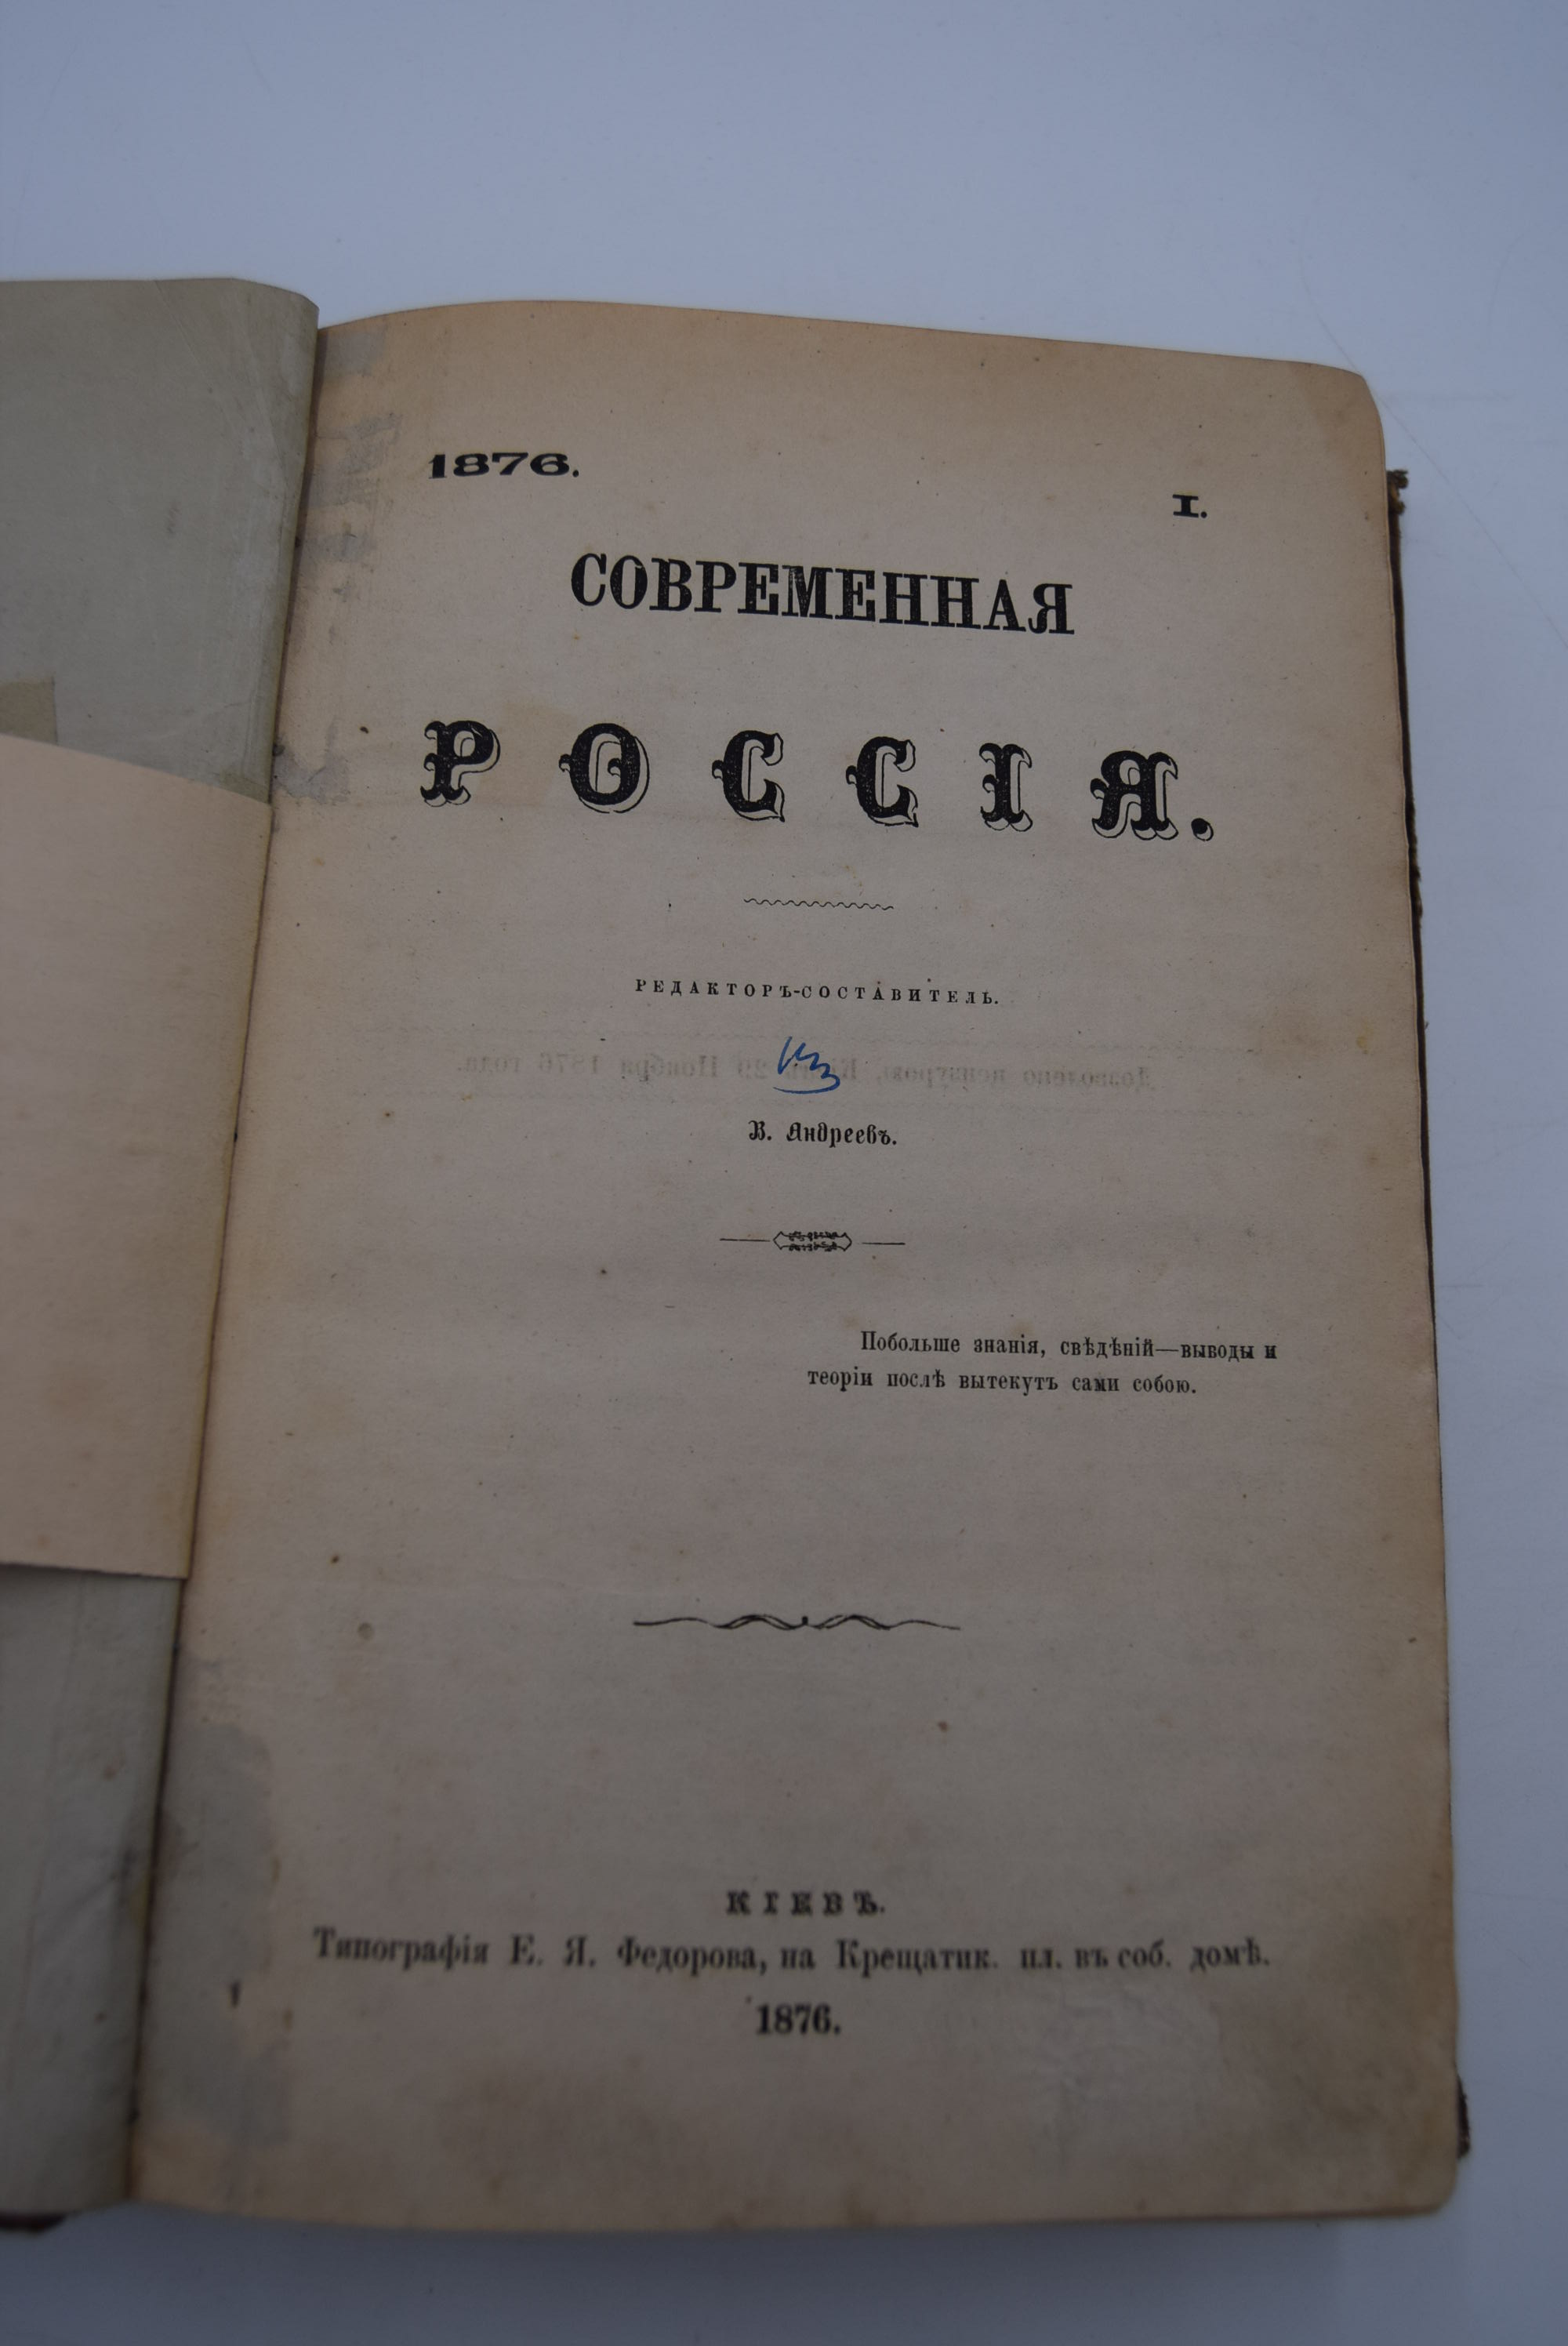 1876.
I.
СОВРЕМЕННАЯ
РОССІЯ.
РЕДАКТОРЪ-СОСТАВИТЕЛЬ.
В. Андреевъ.
Побольше знанія, свѣдѣній—выводы и
теоріи послѣ вытекутъ сами собою.
КІЕВЪ.
Типографія Е. Я. Федорова, на Крещатик. пл. въ соб. домѣ.
1876.